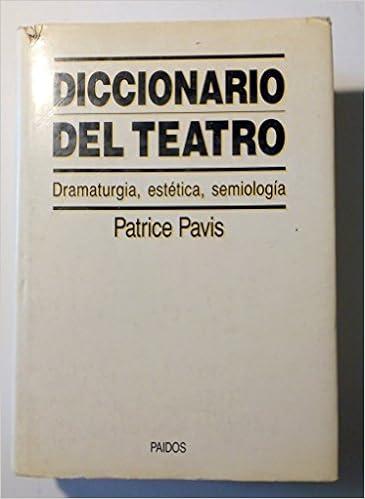 DICCIONARIO
DEL TEATRO
Dramaturgia, estética, semiología
Patrice Pavis
PAIDOS